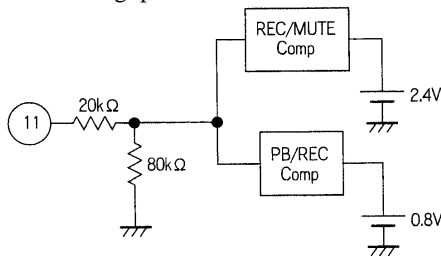 REC/MUTE
Comp
2.4V
11
20kΩ
80kΩ
PB/REC
Comp
0.8V